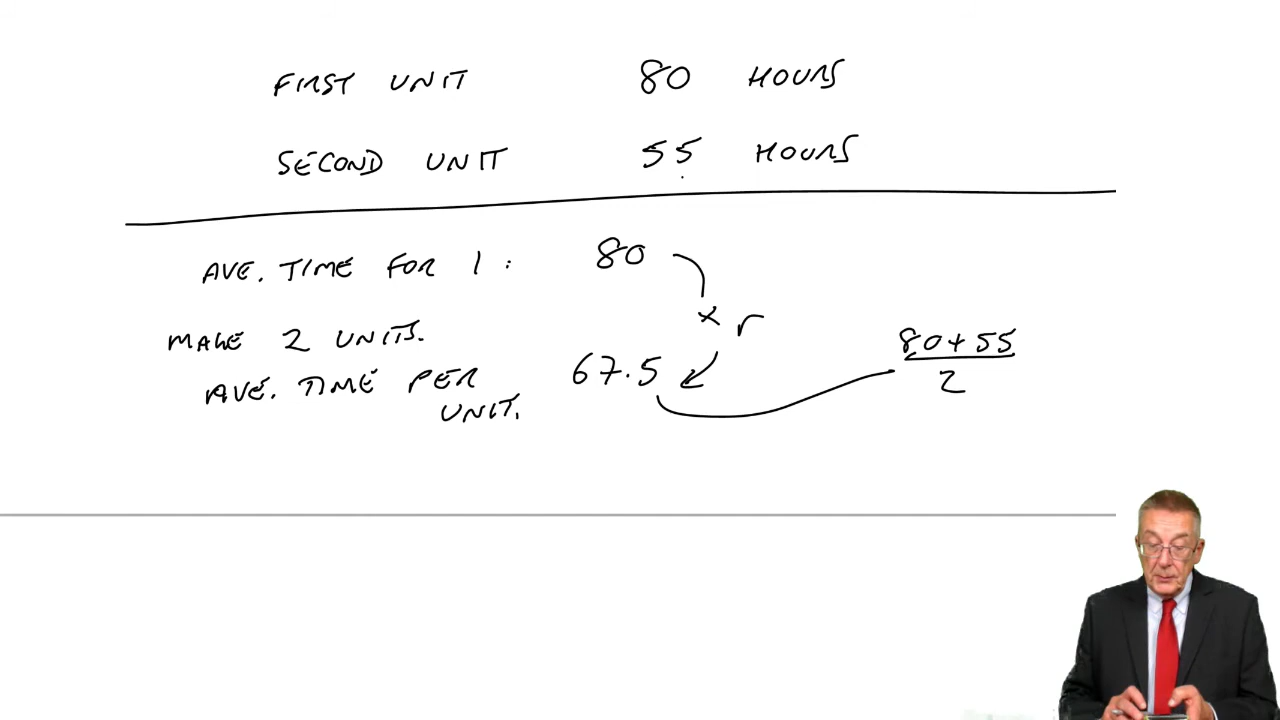 FIRST UNIT 80 HOURS
SECOND UNIT 55 HOURS
AVE. TIME FOR 1 : 80
× r
MAKE 2 UNITS.
AVE. TIME PER UNIT. 67.5
80 + 55
2